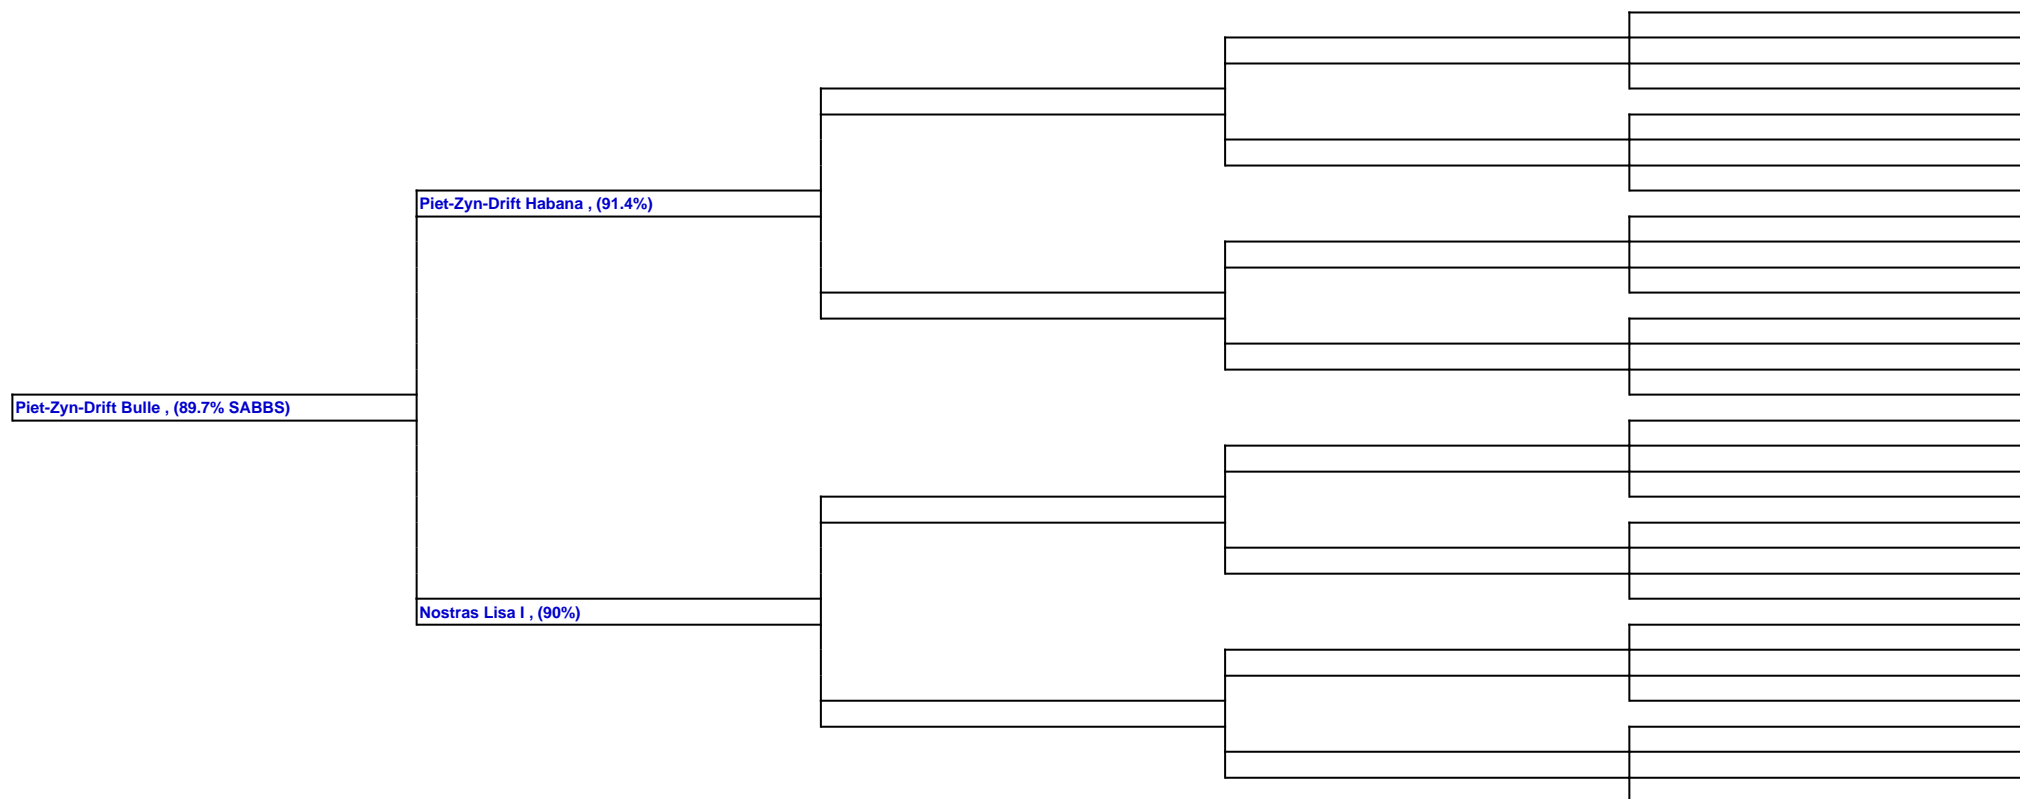 Piet-Zyn-Drift Habana , (91.4%)
Piet-Zyn-Drift Bulle , (89.7% SABBS)
Nostras Lisa I , (90%)